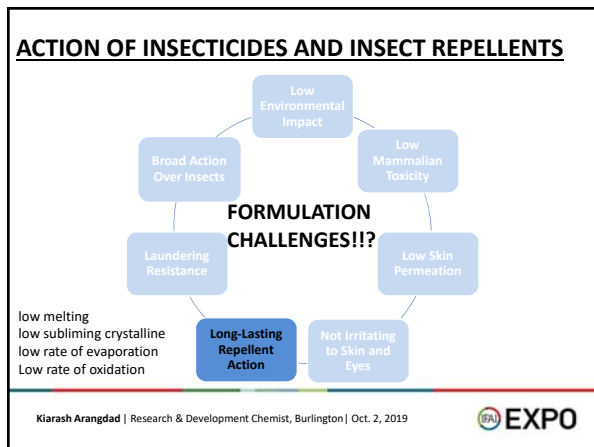 ACTION OF INSECTICIDES AND INSECT REPELLENTS
Low
Environmental
Impact
Broad Action
Over Insects
Low
Mammalian
Toxicity
FORMULATION
CHALLENGES!!?
Laundering
Resistance
Low Skin
Permeation
low melting
low subliming crystalline
low rate of evaporation
Low rate of oxidation
Long-Lasting
Repellent
Action
Not Irritating
to Skin and
Eyes
Kiarash Arangdad | Research & Development Chemist, Burlington| Oct. 2, 2019
IFAI EXPO